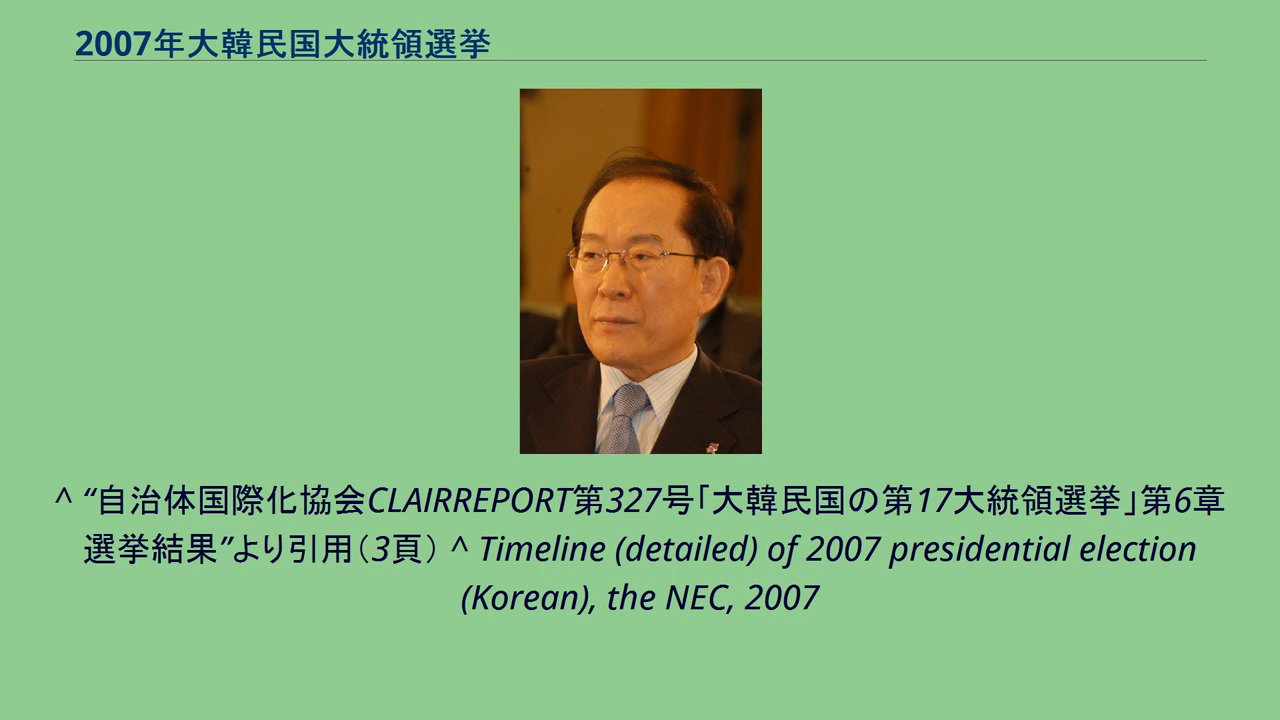 2007年大韓民国大統領選挙
^ “自治体国際化協会CLAIRREPORT第327号「大韓民国の第17大統領選挙」第6章
選挙結果”より引用（3頁） ^ Timeline (detailed) of 2007 presidential election
(Korean), the NEC, 2007